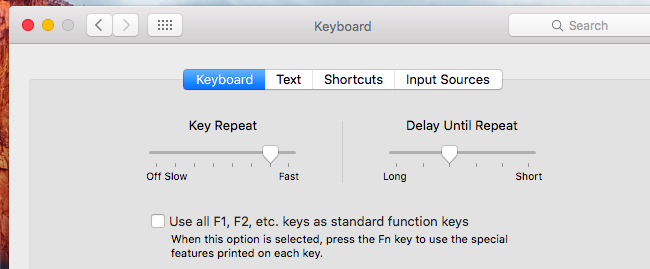 Keyboard
Search
Keyboard Text Shortcuts Input Sources
Key Repeat Delay Until Repeat
Off Slow Fast Long Short
Use all F1, F2, etc. keys as standard function keys
When this option is selected, press the Fn key to use the special
features printed on each key.